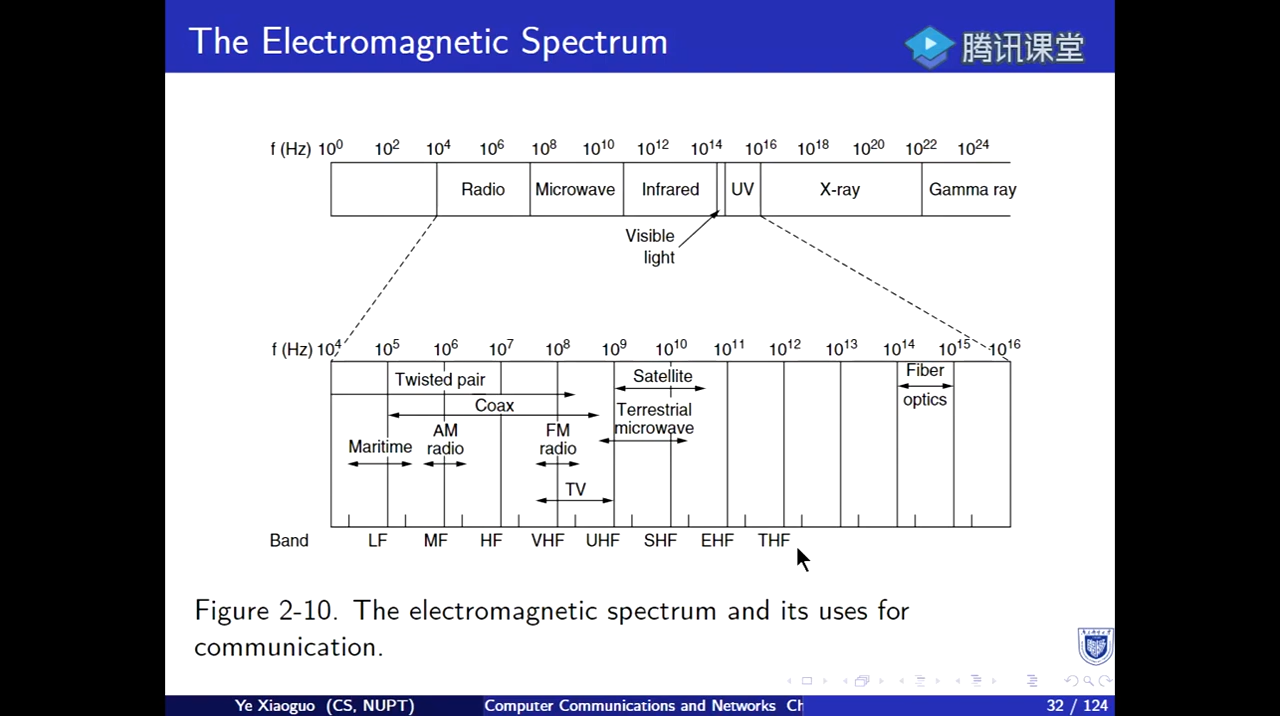 The Electromagnetic Spectrum
腾讯课堂
f (Hz) 10⁰ 10² 10⁴ 10⁶ 10⁸ 10¹⁰ 10¹² 10¹⁴ 10¹⁶ 10¹⁸ 10²⁰ 10²² 10²⁴
Radio Microwave Infrared UV X-ray Gamma ray
Visible
light
f (Hz) 10⁴ 10⁵ 10⁶ 10⁷ 10⁸ 10⁹ 10¹⁰ 10¹¹ 10¹² 10¹³ 10¹⁴ 10¹⁵ 10¹⁶
Twisted pair
Coax
Satellite
Terrestrial
microwave
Fiber
optics
Maritime
AM
radio
FM
radio
TV
Band LF MF HF VHF UHF SHF EHF THF
Figure 2-10. The electromagnetic spectrum and its uses for
communication.
Ye Xiaoguo (CS, NUPT) Computer Communications and Networks Ch 32 / 124